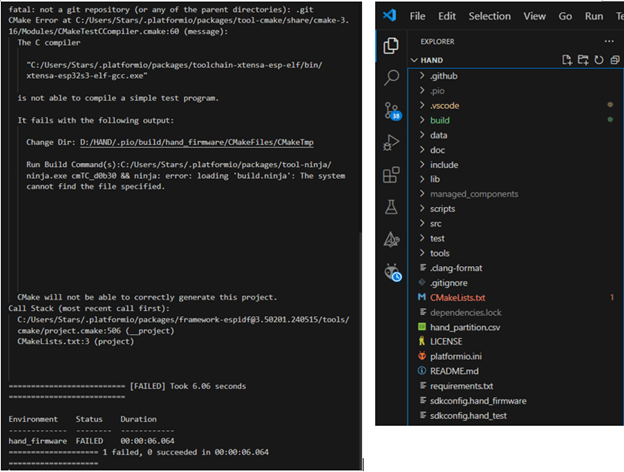 fatal: not a git repository (or any of the parent directories): .git
CMake Error at C:/Users/Stars/.platformio/packages/tool-cmake/share/cmake-3.
16/Modules/CMakeTestCCompiler.cmake:60 (message):
The C compiler
"C:/Users/Stars/.platformio/packages/toolchain-xtensa-esp-elf/bin/
xtensa-esp32s3-elf-gcc.exe"
is not able to compile a simple test program.
It fails with the following output:
Change Dir: D:/HAND/.pio/build/hand_firmware/CMakeFiles/CMakeTmp
Run Build Command(s):C:/Users/Stars/.platformio/packages/tool-ninja/
ninja.exe cmTC_d0b30 && ninja: error: loading 'build.ninja': The system
cannot find the file specified.
CMake will not be able to correctly generate this project.
Call Stack (most recent call first):
C:/Users/Stars/.platformio/packages/framework-espidf@3.50201.240515/tools/
cmake/project.cmake:506 (__project)
CMakeLists.txt:3 (project)
========================== [FAILED] Took 6.06 seconds
==========================
Environment Status Duration
------------- -------- ------------
hand_firmware FAILED 00:00:06.064
==================== 1 failed, 0 succeeded in 00:00:06.064
====================
File Edit Selection View Go Run Te
EXPLORER ...
HAND
.github
.pio
.vscode
build
data
doc
include
lib
managed_components
scripts
src
test
tools
.clang-format
.gitignore
CMakeLists.txt 1
dependencies.lock
hand_partition.csv
LICENSE
platformio.ini
README.md
requirements.txt
sdkconfig.hand_firmware
sdkconfig.hand_test
38